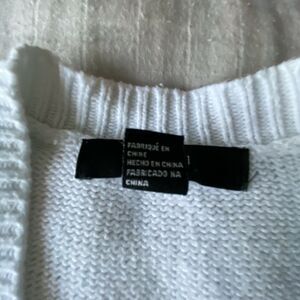 FABRIQUÉ EN
CHINE
HECHO EN CHINA
FABRICADO NA
CHINA